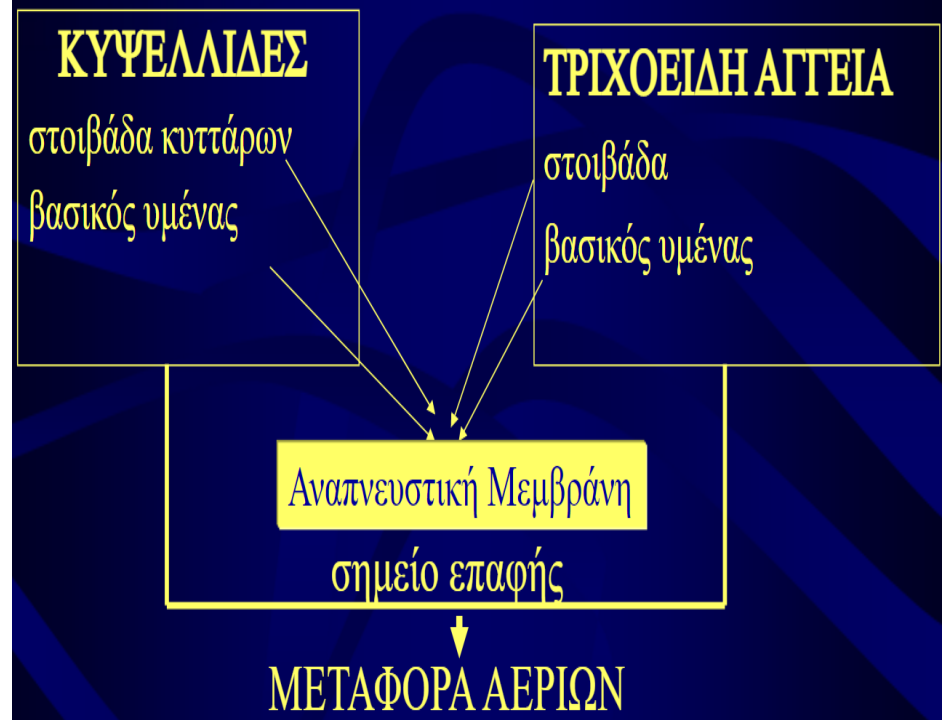 ΚΥΨΕΛΛΙΔΕΣ
στοιβάδα κυττάρων
βασικός υμένας
ΤΡΙΧΟΕΙΔΗ ΑΓΓΕΙΑ
στοιβάδα
βασικός υμένας
Αναπνευστική Μεμβράνη
σημείο επαφής
ΜΕΤΑΦΟΡΑ ΑΕΡΙΩΝ